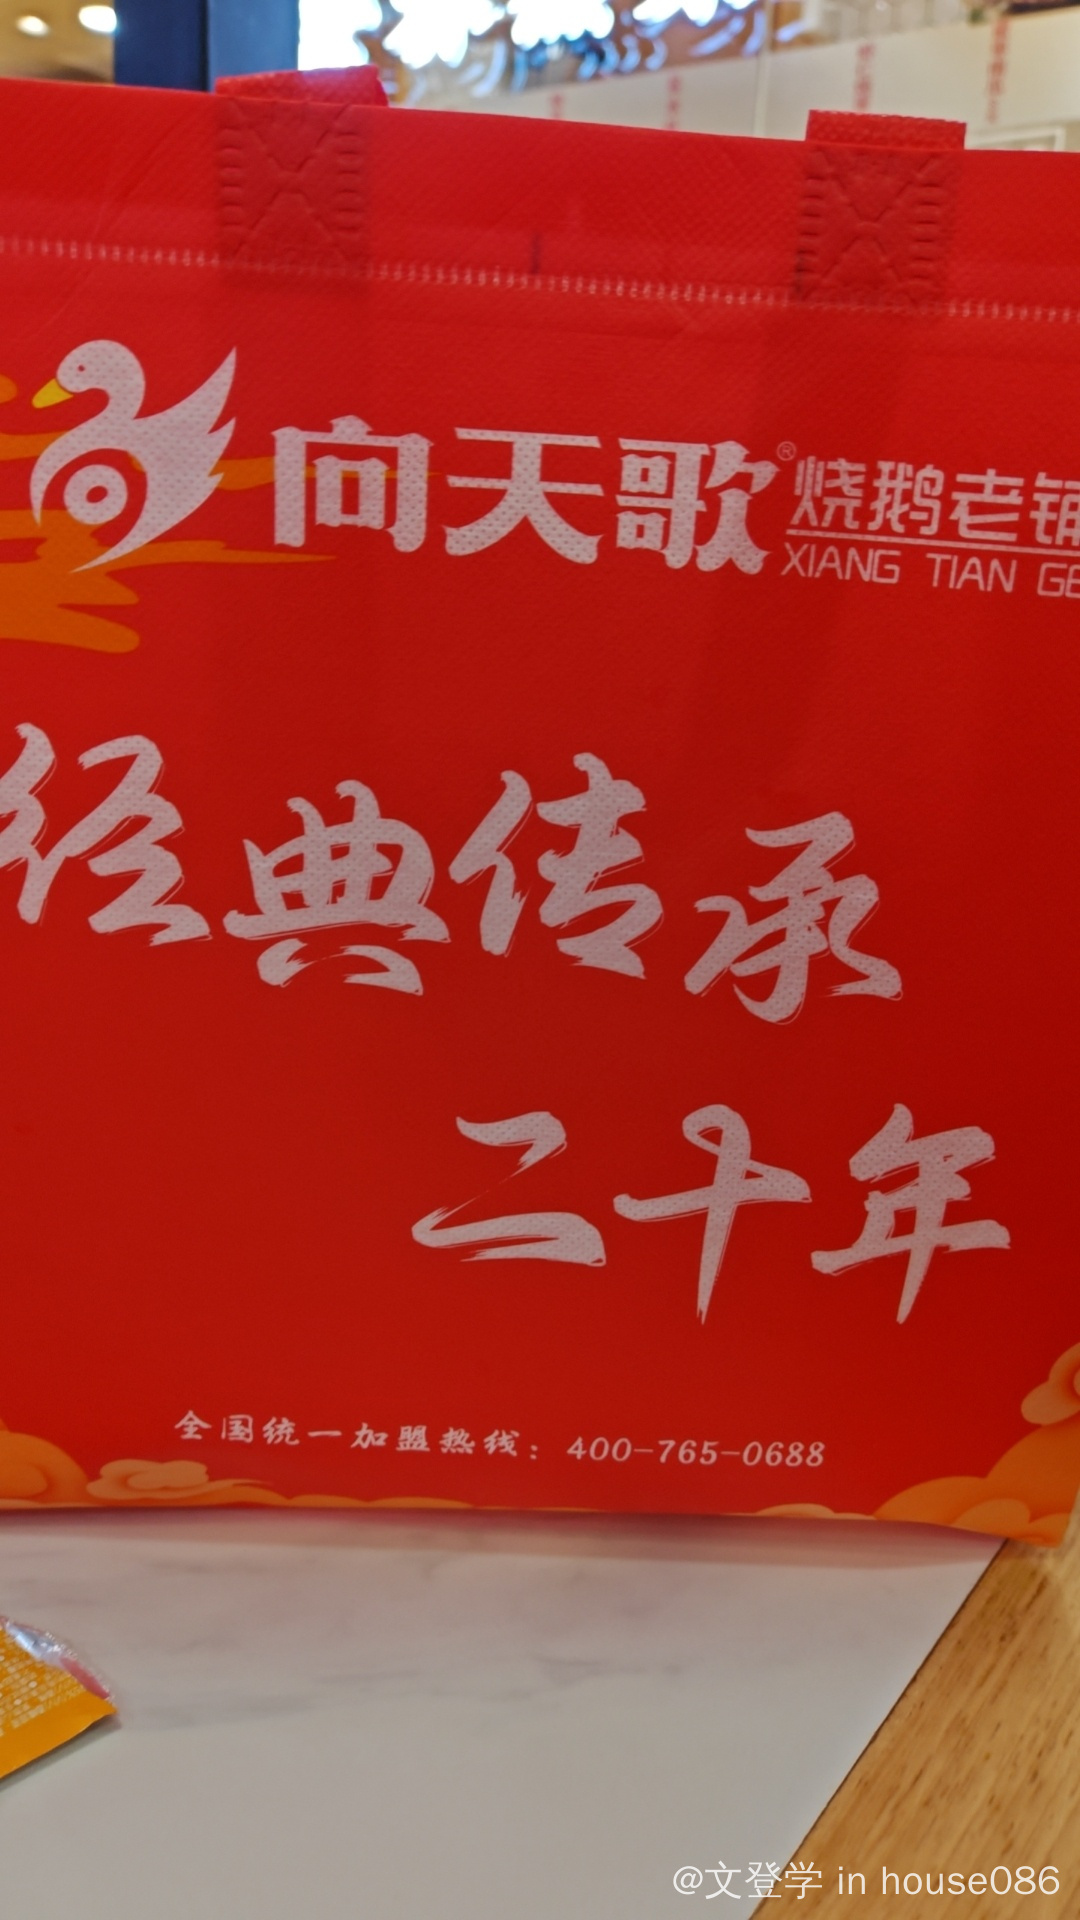 向天歌® 烧鹅老铺
XIANG TIAN GE
经典传承
二十年
全国统一加盟热线：400-765-0688
@文登学 in house086